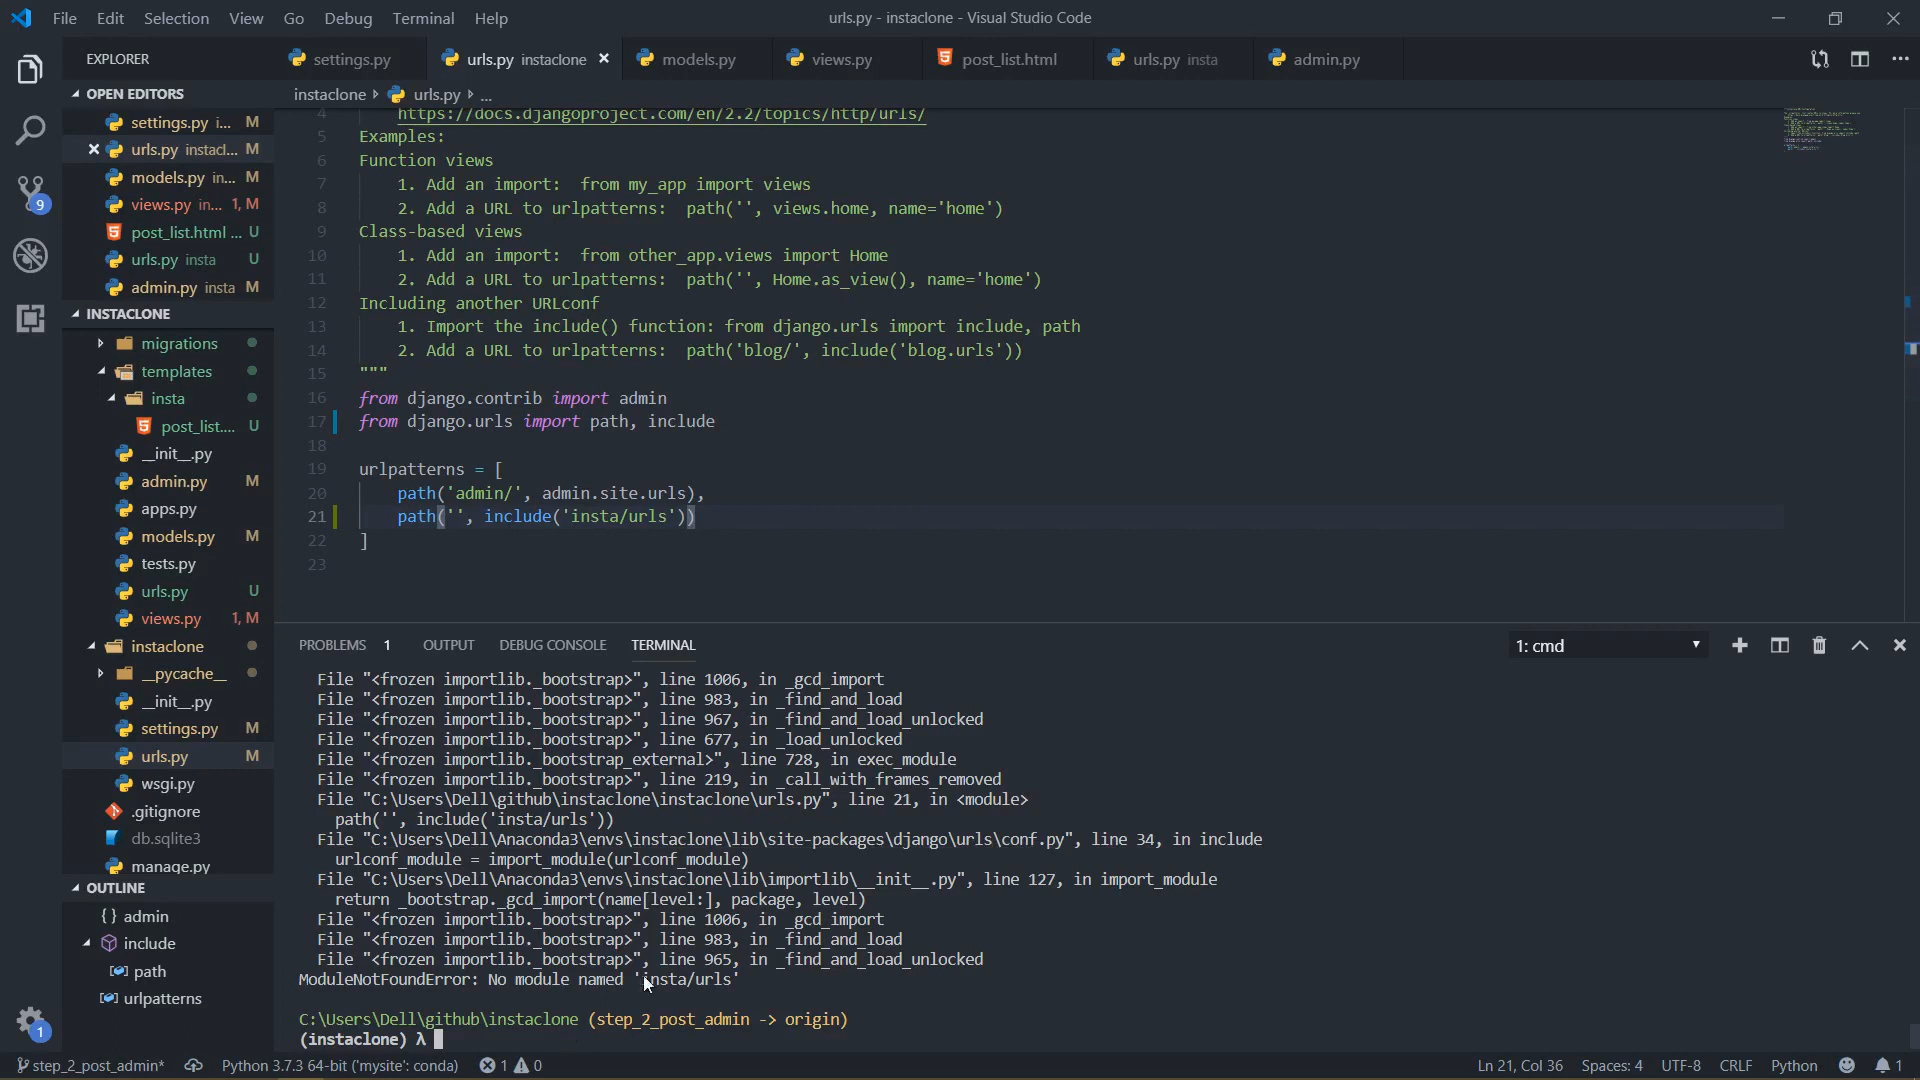 File Edit Selection View Go Debug Terminal Help
urls.py - instaclone - Visual Studio Code
EXPLORER
settings.py
urls.py instaclone
models.py
views.py
post_list.html
urls.py insta
admin.py
OPEN EDITORS
settings.py i... M
urls.py instacl... M
models.py in... M
views.py in... 1, M
post_list.html ... U
urls.py insta U
admin.py insta M
INSTACLONE
migrations
templates
insta
post_list.... U
__init__.py
admin.py M
apps.py
models.py M
tests.py
urls.py U
views.py 1, M
instaclone
__pycache__
__init__.py
settings.py M
urls.py M
wsgi.py
.gitignore
db.sqlite3
manage.py
OUTLINE
{} admin
include
path
urlpatterns
9
1
instaclone urls.py ...
4 https://docs.djangoproject.com/en/2.2/topics/http/urls/
5 Examples:
6 Function views
7 1. Add an import:  from my_app import views
8 2. Add a URL to urlpatterns:  path('', views.home, name='home')
9 Class-based views
10 1. Add an import:  from other_app.views import Home
11 2. Add a URL to urlpatterns:  path('', Home.as_view(), name='home')
12 Including another URLconf
13 1. Import the include() function: from django.urls import include, path
14 2. Add a URL to urlpatterns:  path('blog/', include('blog.urls'))
15 """
16 from django.contrib import admin
17 from django.urls import path, include
18
19 urlpatterns = [
20 path('admin/', admin.site.urls),
21 path('', include('insta/urls'))
22 ]
23
PROBLEMS 1 OUTPUT DEBUG CONSOLE TERMINAL
1: cmd
File "<frozen importlib._bootstrap>", line 1006, in _gcd_import
File "<frozen importlib._bootstrap>", line 983, in _find_and_load
File "<frozen importlib._bootstrap>", line 967, in _find_and_load_unlocked
File "<frozen importlib._bootstrap>", line 677, in _load_unlocked
File "<frozen importlib._bootstrap_external>", line 728, in exec_module
File "<frozen importlib._bootstrap>", line 219, in _call_with_frames_removed
File "C:\Users\Dell\github\instaclone\instaclone\urls.py", line 21, in <module>
path('', include('insta/urls'))
File "C:\Users\Dell\Anaconda3\envs\instaclone\lib\site-packages\django\urls\conf.py", line 34, in include
urlconf_module = import_module(urlconf_module)
File "C:\Users\Dell\Anaconda3\envs\instaclone\lib\importlib\__init__.py", line 127, in import_module
return _bootstrap._gcd_import(name[level:], package, level)
File "<frozen importlib._bootstrap>", line 1006, in _gcd_import
File "<frozen importlib._bootstrap>", line 983, in _find_and_load
File "<frozen importlib._bootstrap>", line 965, in _find_and_load_unlocked
ModuleNotFoundError: No module named 'insta/urls'
C:\Users\Dell\github\instaclone (step_2_post_admin -> origin)
(instaclone) λ
step_2_post_admin* Python 3.7.3 64-bit ('mysite': conda) 1 0
Ln 21, Col 36 Spaces: 4 UTF-8 CRLF Python 1